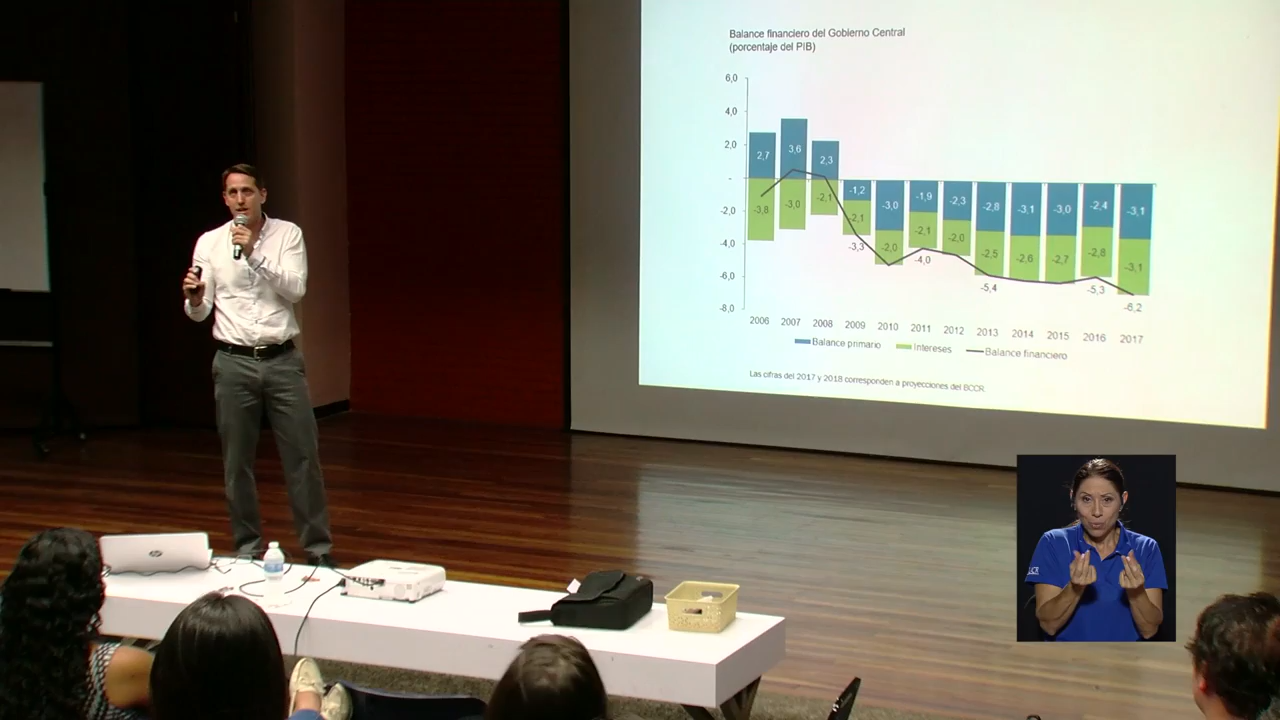 Balance financiero del Gobierno Central
(porcentaje del PIB)
6,0
4,0
2,0
-
-2,0
-4,0
-6,0
-8,0
2,7 3,6 2,3
-3,8 -3,0 -2,1
-1,2 -3,0 -1,9 -2,3 -2,8 -3,1 -3,0 -2,4 -3,1
-2,1 -2,0 -2,1 -2,0 -2,5 -2,6 -2,7 -2,8 -3,1
-3,3 -4,0 -5,4 -5,3 -6,2
2006 2007 2008 2009 2010 2011 2012 2013 2014 2015 2016 2017
Balance primario Intereses Balance financiero
Las cifras del 2017 y 2018 corresponden a proyecciones del BCCR.
hp